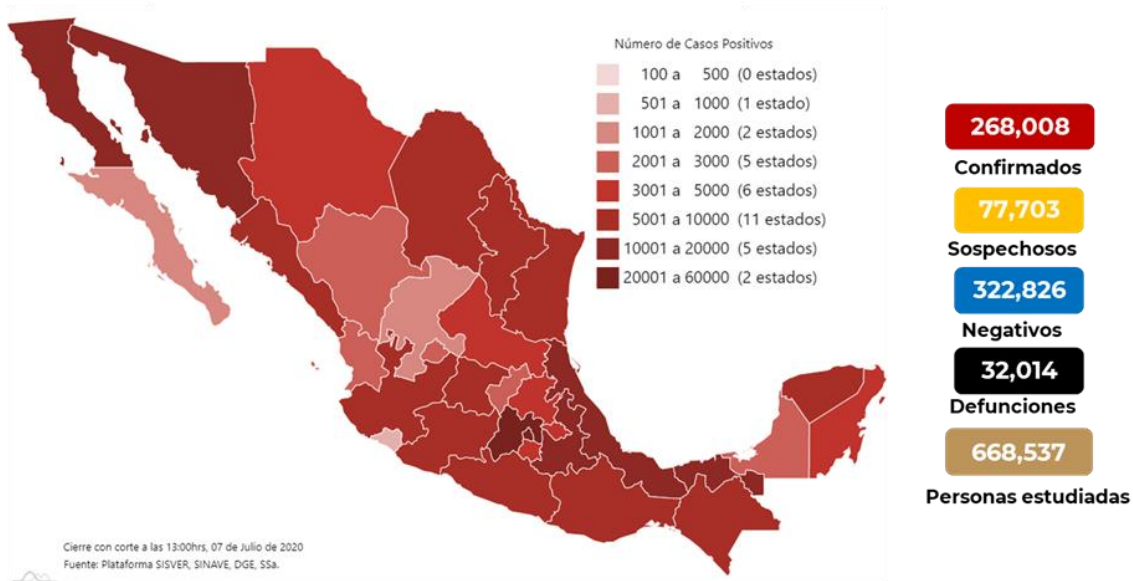 Número de Casos Positivos
100 a 500 (0 estados)
501 a 1000 (1 estado)
1001 a 2000 (2 estados)
2001 a 3000 (5 estados)
3001 a 5000 (6 estados)
5001 a 10000 (11 estados)
10001 a 20000 (5 estados)
20001 a 60000 (2 estados)
268,008
Confirmados
77,703
Sospechosos
322,826
Negativos
32,014
Defunciones
668,537
Personas estudiadas
Cierre con corte a las 13:00hrs, 07 de Julio de 2020
Fuente: Plataforma SISVER, SINAVE, DGE, SSa.